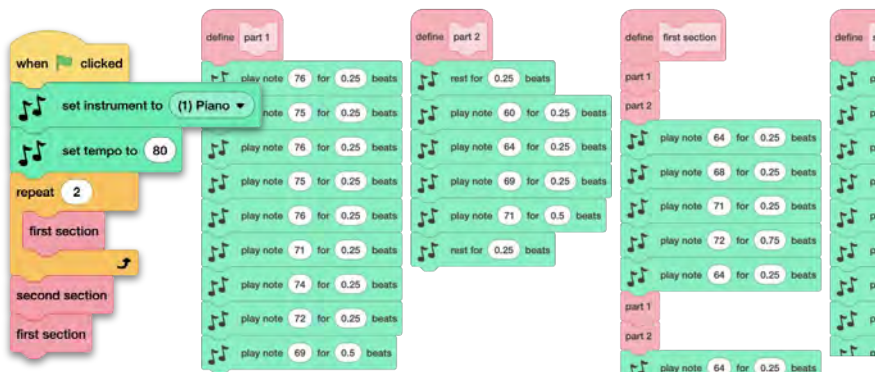 when clicked
set instrument to (1) Piano
set tempo to 80
repeat 2
first section
second section
first section
define part 1
play note 76 for 0.25 beats
play note 75 for 0.25 beats
play note 76 for 0.25 beats
play note 75 for 0.25 beats
play note 76 for 0.25 beats
play note 71 for 0.25 beats
play note 74 for 0.25 beats
play note 72 for 0.25 beats
play note 69 for 0.5 beats
define part 2
rest for 0.25 beats
play note 60 for 0.25 beats
play note 64 for 0.25 beats
play note 69 for 0.25 beats
play note 71 for 0.5 beats
rest for 0.25 beats
define first section
part 1
part 2
play note 64 for 0.25 beats
play note 68 for 0.25 beats
play note 71 for 0.25 beats
play note 72 for 0.75 beats
play note 64 for 0.25 beats
part 1
part 2
play note 64 for 0.25 beats
define